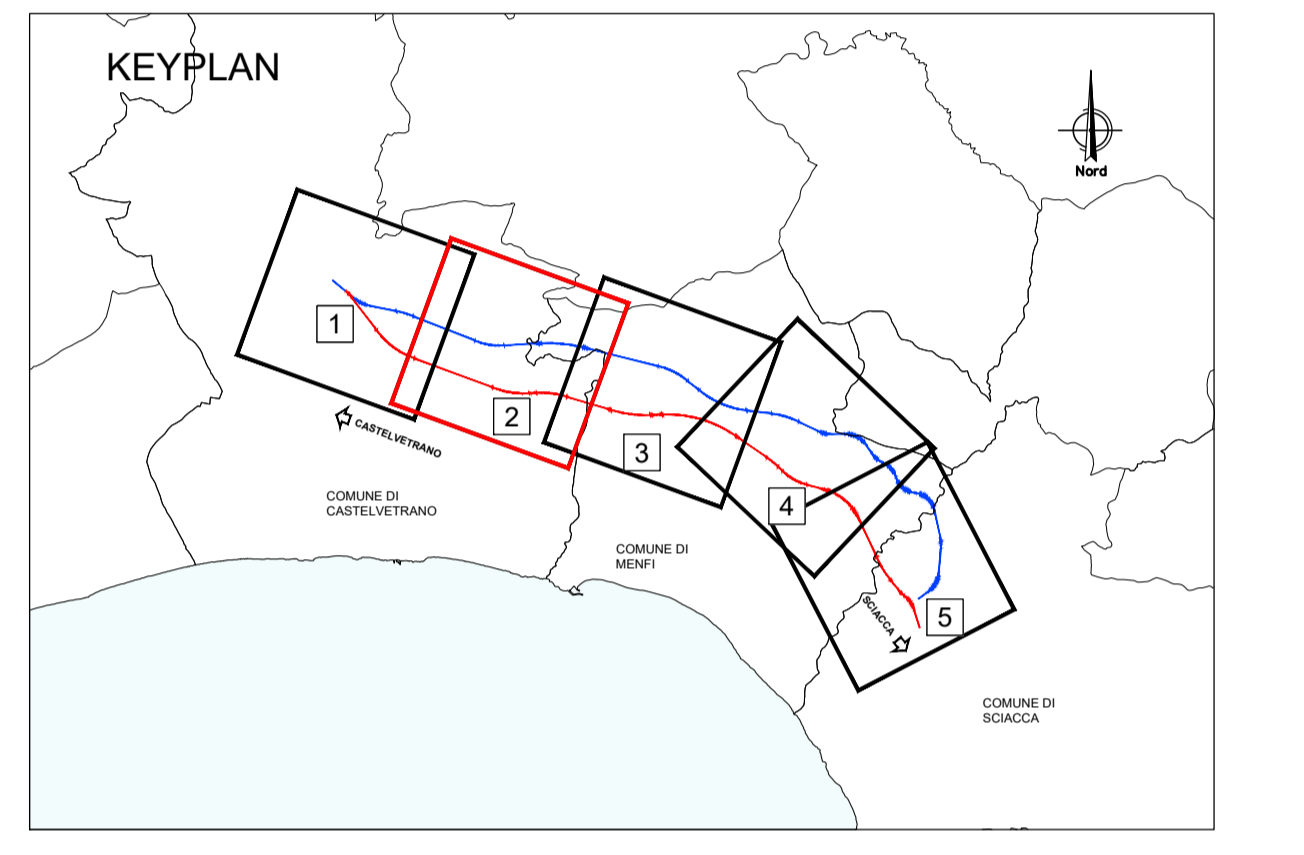 KEYPLAN
Nord
1
CASTELVETRANO
2
3
COMUNE DI
CASTELVETRANO
4
COMUNE DI
MENFI
SCIACCA
5
COMUNE DI
SCIACCA